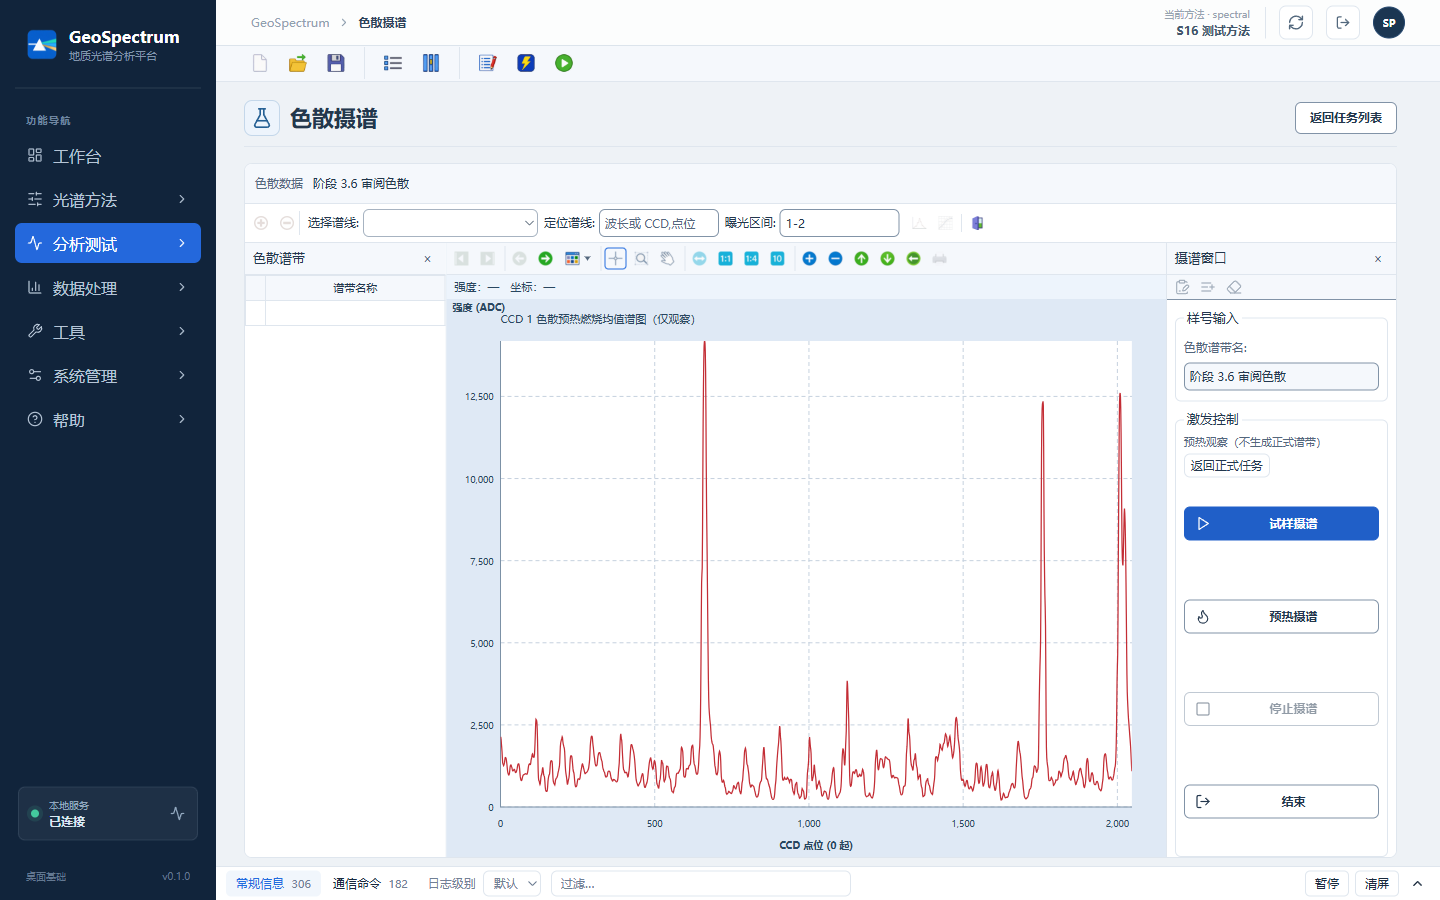 GeoSpectrum
地质光谱分析平台
功能导航
工作台
光谱方法
分析测试
数据处理
工具
系统管理
帮助
本地服务
已连接
桌面基础 v0.1.0
GeoSpectrum > 色散摄谱
当前方法 · spectral
S16 测试方法
SP
色散摄谱
返回任务列表
色散数据 阶段 3.6 审阅色散
选择谱线: 定位谱线: 波长或 CCD,点位 曝光区间: 1-2
色散谱带 ×
谱带名称
1:1 1:4 10
强度: — 坐标: —
强度 (ADC)
CCD 1 色散预热燃烧均值谱图（仅观察）
12,500
10,000
7,500
5,000
2,500
0
0 500 1,000 1,500 2,000
CCD 点位 (0 起)
摄谱窗口 ×
样号输入
色散谱带名:
阶段 3.6 审阅色散
激发控制
预热观察（不生成正式谱带）
返回正式任务
试样摄谱
预热摄谱
停止摄谱
结束
常规信息 306 通信命令 182 日志级别 默认 过滤... 暂停 清屏